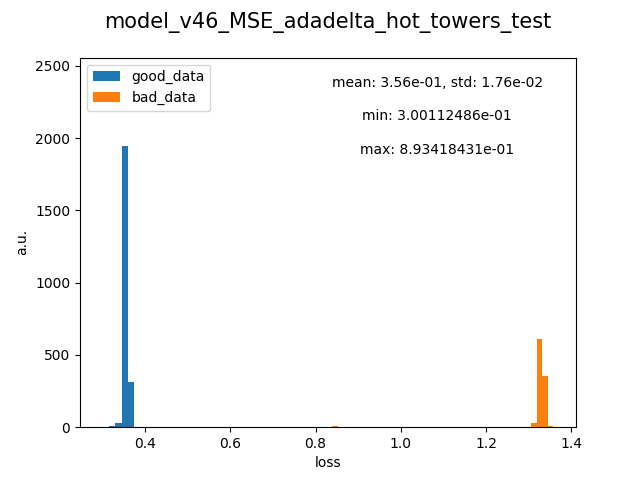 model_v46_MSE_adadelta_hot_towers_test
good_data
bad_data
mean: 3.56e-01, std: 1.76e-02
min: 3.00112486e-01
max: 8.93418431e-01
2500
2000
1500
1000
500
0
a.u.
0.4 0.6 0.8 1.0 1.2 1.4
loss